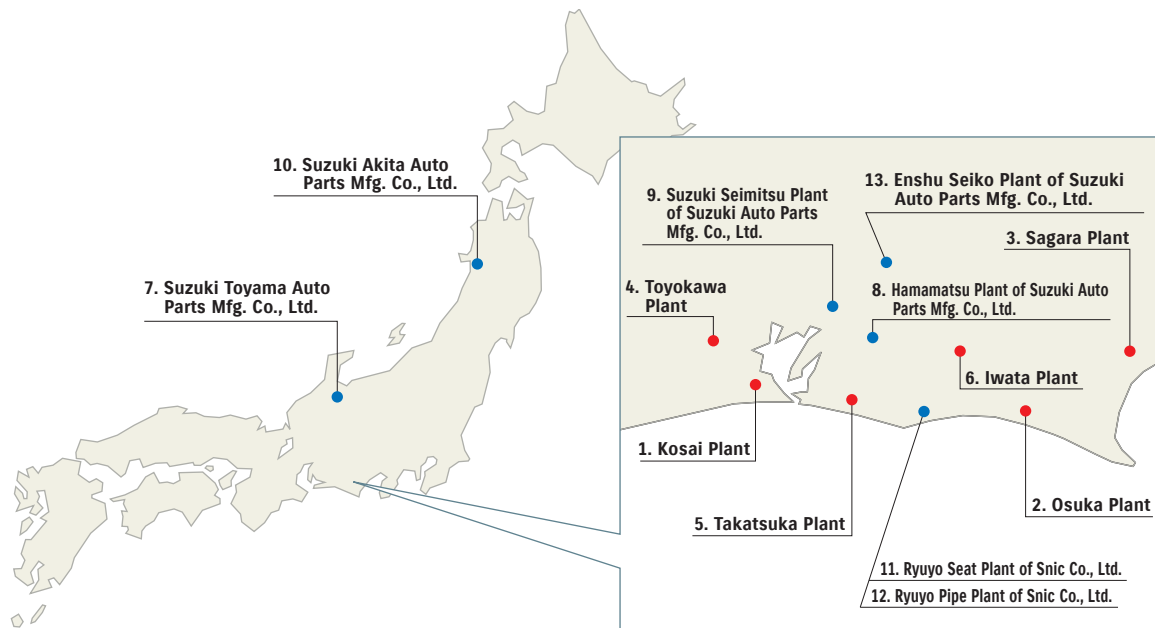 10. Suzuki Akita Auto
Parts Mfg. Co., Ltd.
7. Suzuki Toyama Auto
Parts Mfg. Co., Ltd.
13. Enshu Seiko Plant of Suzuki
Auto Parts Mfg. Co., Ltd.
9. Suzuki Seimitsu Plant
of Suzuki Auto Parts
Mfg. Co., Ltd.
3. Sagara Plant
4. Toyokawa
Plant
8. Hamamatsu Plant of Suzuki Auto
Parts Mfg. Co., Ltd.
6. Iwata Plant
1. Kosai Plant
2. Osuka Plant
5. Takatsuka Plant
11. Ryuyo Seat Plant of Snic Co., Ltd.
12. Ryuyo Pipe Plant of Snic Co., Ltd.